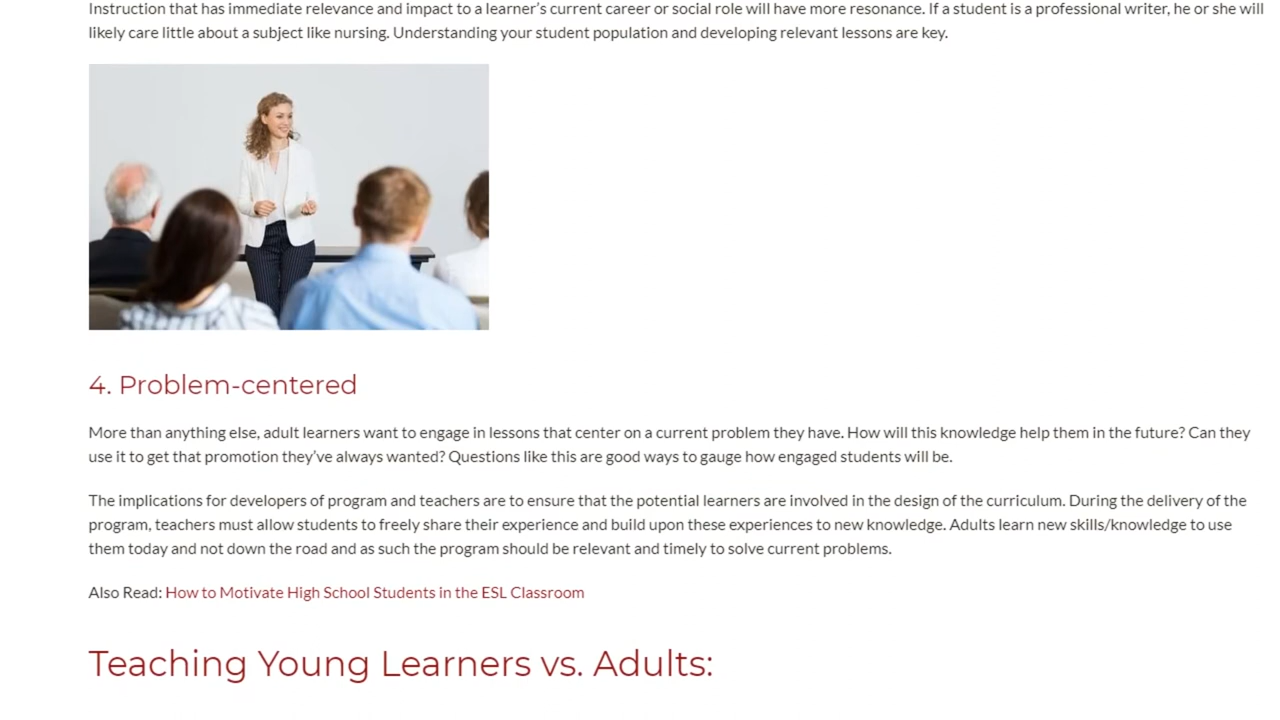 Instruction that has immediate relevance and impact to a learner’s current career or social role will have more resonance. If a student is a professional writer, he or she will
likely care little about a subject like nursing. Understanding your student population and developing relevant lessons are key.
4. Problem-centered
More than anything else, adult learners want to engage in lessons that center on a current problem they have. How will this knowledge help them in the future? Can they
use it to get that promotion they’ve always wanted? Questions like this are good ways to gauge how engaged students will be.
The implications for developers of program and teachers are to ensure that the potential learners are involved in the design of the curriculum. During the delivery of the
program, teachers must allow students to freely share their experience and build upon these experiences to new knowledge. Adults learn new skills/knowledge to use
them today and not down the road and as such the program should be relevant and timely to solve current problems.
Also Read: How to Motivate High School Students in the ESL Classroom
Teaching Young Learners vs. Adults: